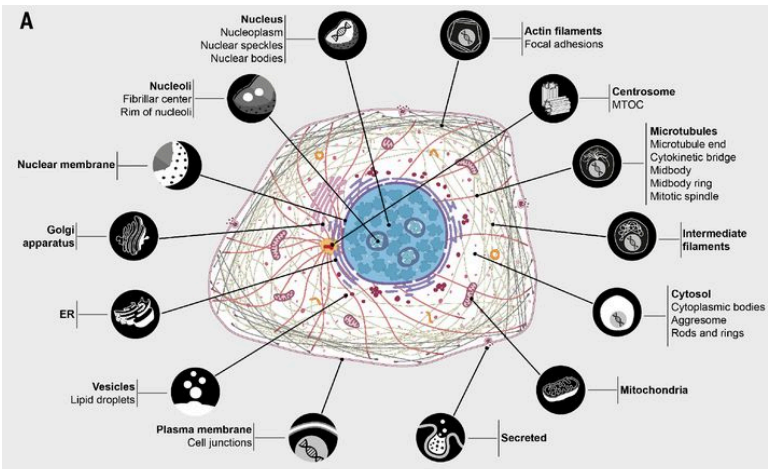 A
Nucleus
Nucleoplasm
Nuclear speckles
Nuclear bodies
Actin filaments
Focal adhesions
Nucleoli
Fibrillar center
Rim of nucleoli
Centrosome
MTOC
Nuclear membrane
Microtubules
Microtubule end
Cytokinetic bridge
Midbody
Midbody ring
Mitotic spindle
Golgi
apparatus
Intermediate
filaments
ER
Cytosol
Cytoplasmic bodies
Aggresome
Rods and rings
Vesicles
Lipid droplets
Mitochondria
Plasma membrane
Cell junctions
Secreted